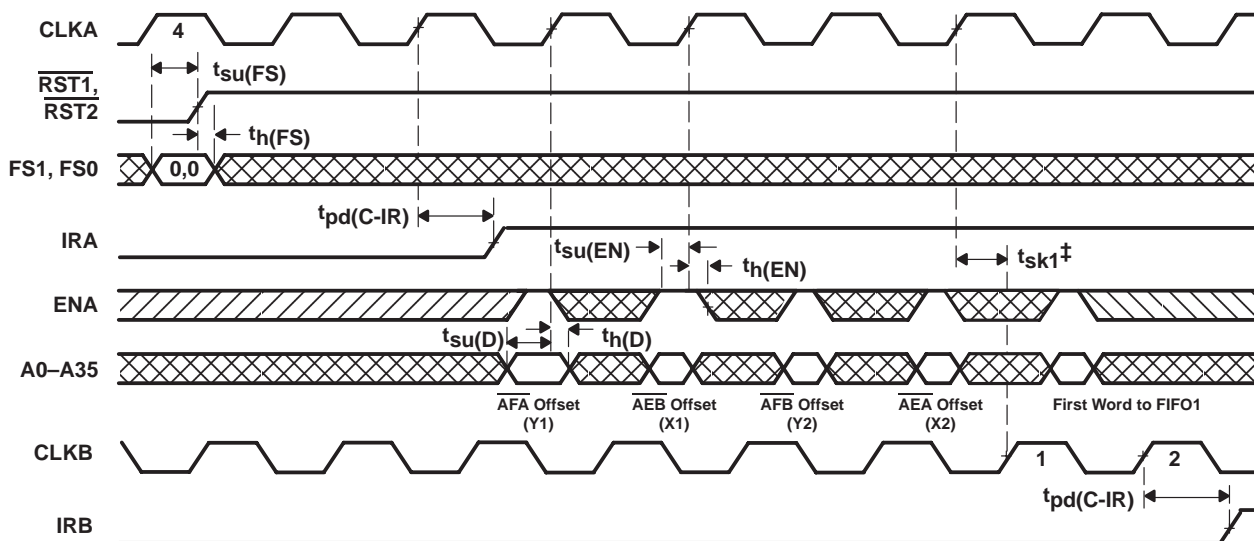 CLKA
4
tsu(FS)
RST1,
RST2
th(FS)
FS1, FS0
0,0
tpd(C-IR)
IRA
tsu(EN)
th(EN)
tsk1‡
ENA
tsu(D)
th(D)
A0–A35
AFA Offset
(Y1)
AEB Offset
(X1)
AFB Offset
(Y2)
AEA Offset
(X2)
First Word to FIFO1
CLKB
1
2
tpd(C-IR)
IRB